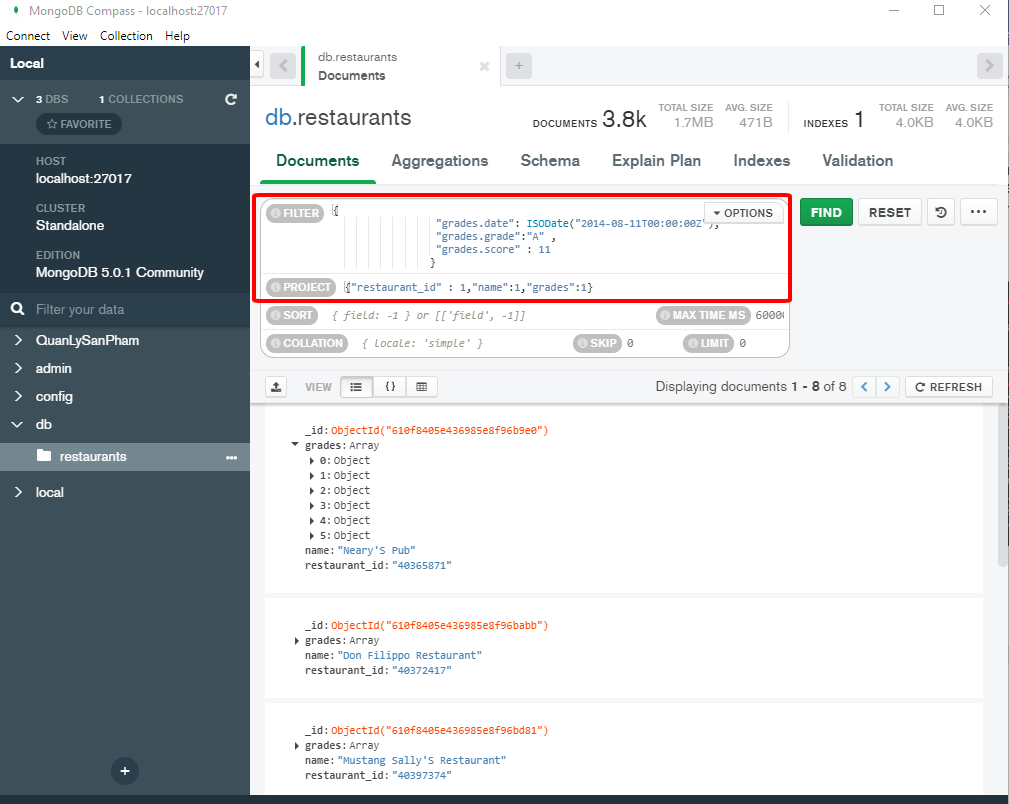 MongoDB Compass - localhost:27017
Connect View Collection Help
Local
3 DBS 1 COLLECTIONS
FAVORITE
HOST
localhost:27017
CLUSTER
Standalone
EDITION
MongoDB 5.0.1 Community
Filter your data
QuanLySanPham
admin
config
db
restaurants
local
db.restaurants
Documents
db.restaurants
DOCUMENTS 3.8k
TOTAL SIZE AVG. SIZE
1.7MB 471B
INDEXES 1
TOTAL SIZE AVG. SIZE
4.0KB 4.0KB
Documents Aggregations Schema Explain Plan Indexes Validation
FILTER {
OPTIONS
"grades.date": ISODate("2014-08-11T00:00:00Z"),
"grades.grade":"A" ,
"grades.score" : 11
}
FIND RESET
PROJECT {"restaurant_id" : 1,"name":1,"grades":1}
SORT { field: -1 } or [['field', -1]] MAX TIME MS 60000
COLLATION { locale: 'simple' } SKIP 0 LIMIT 0
VIEW {} Displaying documents 1 - 8 of 8 REFRESH
_id:ObjectId("610f8405e436985e8f96b9e0")
grades:Array
0:Object
1:Object
2:Object
3:Object
4:Object
5:Object
name:"Neary'S Pub"
restaurant_id:"40365871"
_id:ObjectId("610f8405e436985e8f96babb")
grades:Array
name:"Don Filippo Restaurant"
restaurant_id:"40372417"
_id:ObjectId("610f8405e436985e8f96bd81")
grades:Array
name:"Mustang Sally'S Restaurant"
restaurant_id:"40397374"